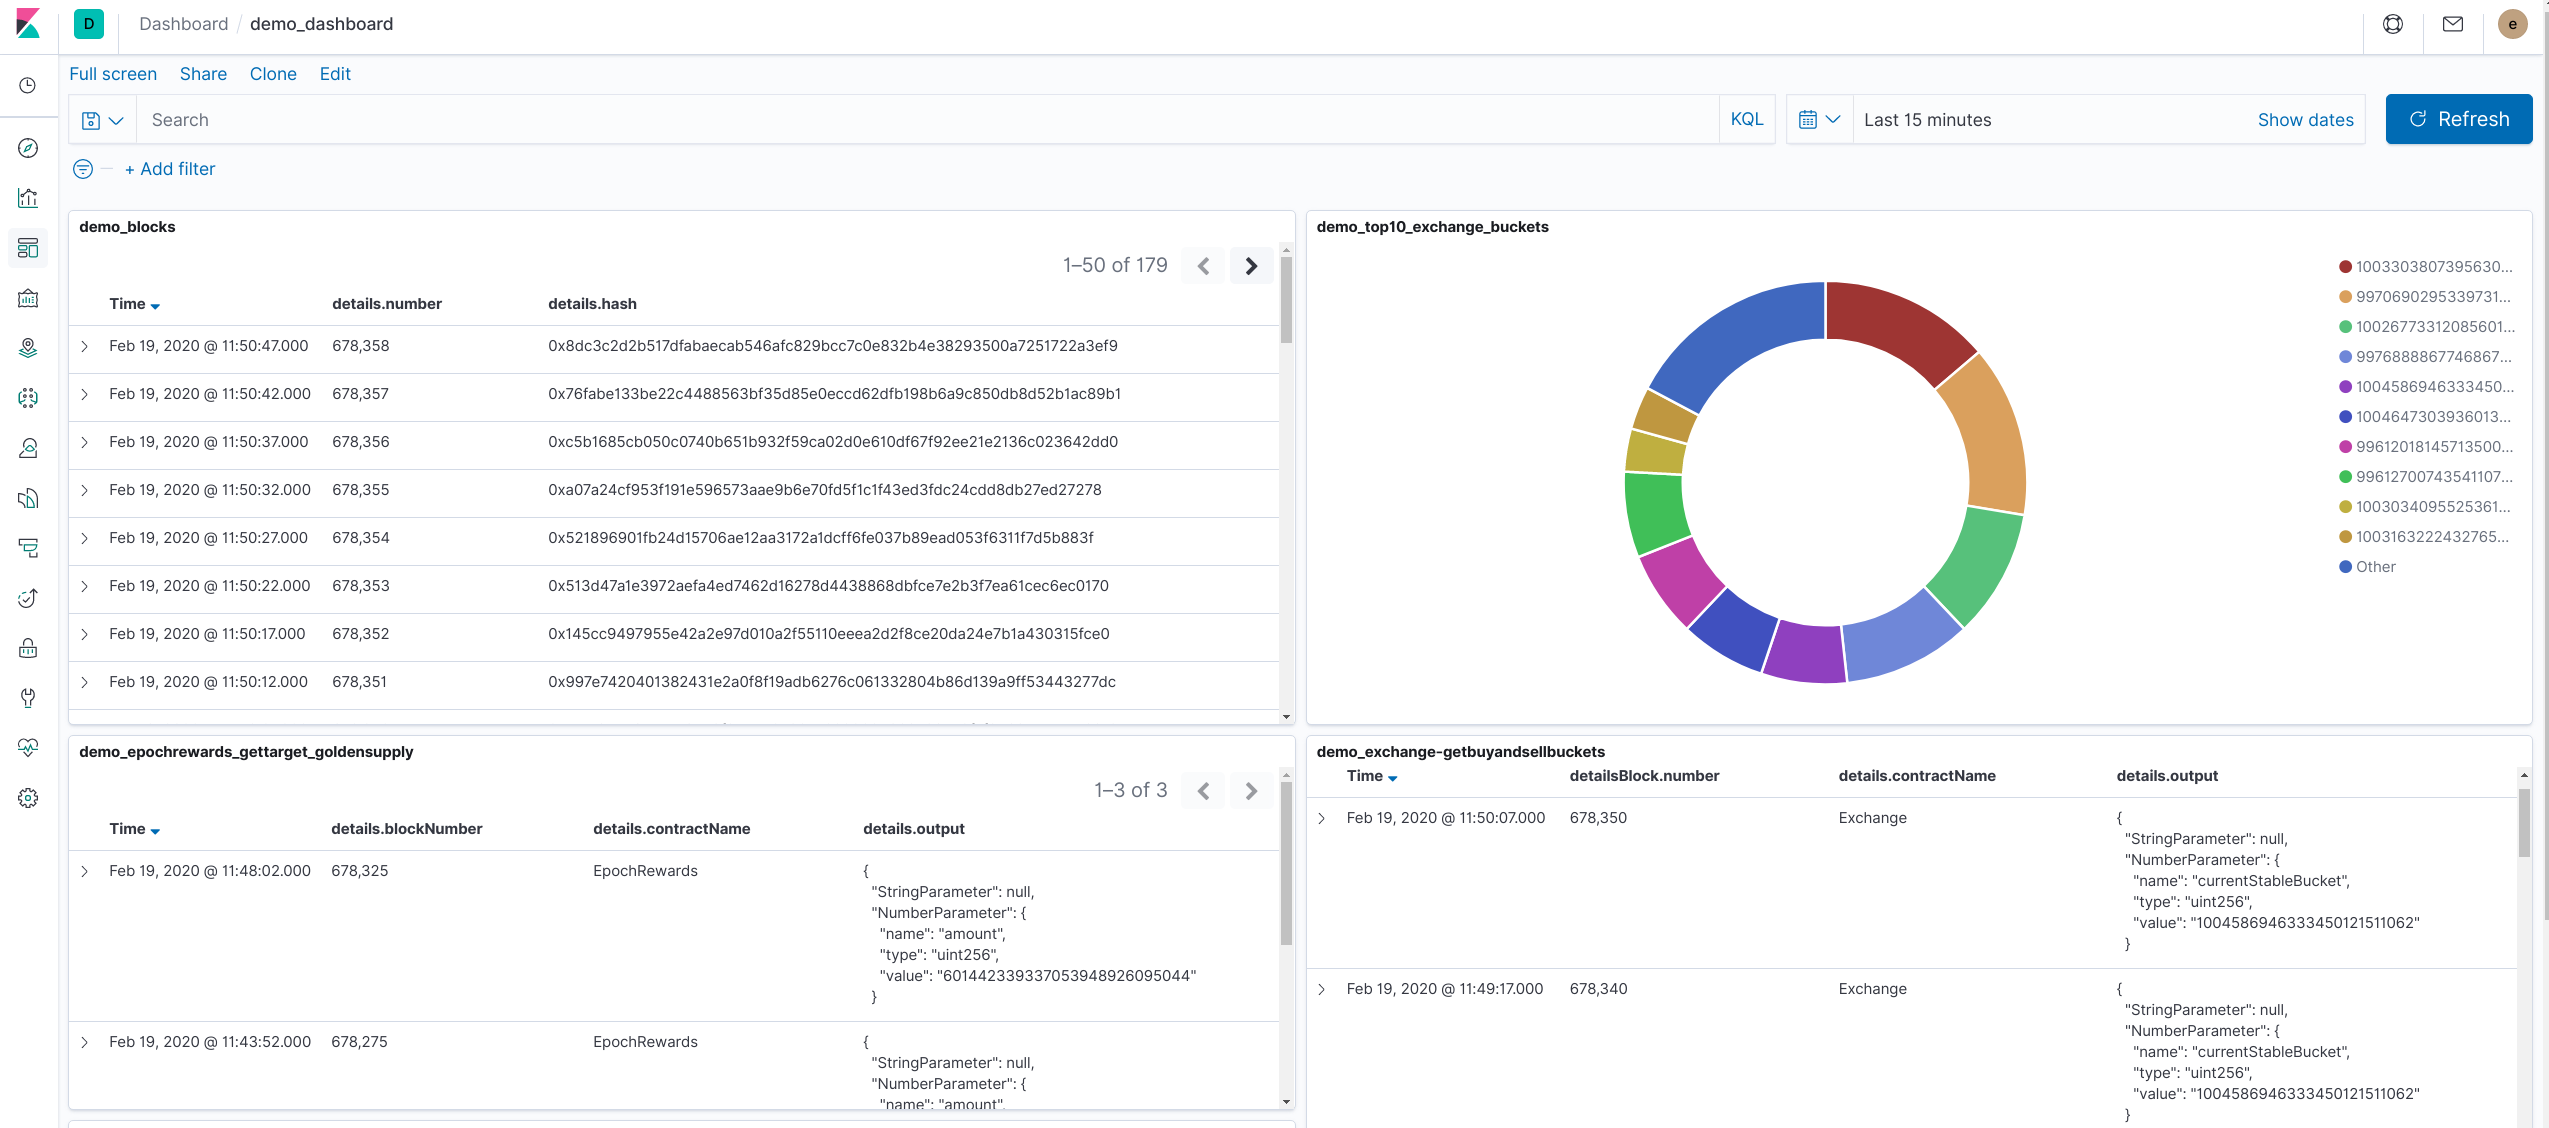 D Dashboard / demo_dashboard e
Full screen Share Clone Edit
Search KQL Last 15 minutes Show dates Refresh
+ Add filter
demo_blocks
1–50 of 179
Time details.number details.hash
Feb 19, 2020 @ 11:50:47.000 678,358 0x8dc3c2d2b517dfabaecab546afc829bcc7c0e832b4e38293500a7251722a3ef9
Feb 19, 2020 @ 11:50:42.000 678,357 0x76fabe133be22c4488563bf35d85e0eccd62dfb198b6a9c850db8d52b1ac89b1
Feb 19, 2020 @ 11:50:37.000 678,356 0xc5b1685cb050c0740b651b932f59ca02d0e610df67f92ee21e2136c023642dd0
Feb 19, 2020 @ 11:50:32.000 678,355 0xa07a24cf953f191e596573aae9b6e70fd5f1c1f43ed3fdc24cdd8db27ed27278
Feb 19, 2020 @ 11:50:27.000 678,354 0x521896901fb24d15706ae12aa3172a1dcff6fe037b89ead053f6311f7d5b883f
Feb 19, 2020 @ 11:50:22.000 678,353 0x513d47a1e3972aefa4ed7462d16278d4438868dbfce7e2b3f7ea61cec6ec0170
Feb 19, 2020 @ 11:50:17.000 678,352 0x145cc9497955e42a2e97d010a2f55110eeea2d2f8ce20da24e7b1a430315fce0
Feb 19, 2020 @ 11:50:12.000 678,351 0x997e7420401382431e2a0f8f19adb6276c061332804b86d139a9ff53443277dc
demo_top10_exchange_buckets
1003303807395630...
9970690295339731...
10026773312085601...
9976888867746867...
1004586946333450...
1004647303936013...
99612018145713500...
99612700743541107...
1003034095525361...
1003163222432765...
Other
demo_epochrewards_gettarget_goldensupply
1–3 of 3
Time details.blockNumber details.contractName details.output
Feb 19, 2020 @ 11:48:02.000 678,325 EpochRewards {
"StringParameter": null,
"NumberParameter": {
"name": "amount",
"type": "uint256",
"value": "601442339337053948926095044"
}
Feb 19, 2020 @ 11:43:52.000 678,275 EpochRewards {
"StringParameter": null,
"NumberParameter": {
"name": "amount",
demo_exchange-getbuyandsellbuckets
Time detailsBlock.number details.contractName details.output
Feb 19, 2020 @ 11:50:07.000 678,350 Exchange {
"StringParameter": null,
"NumberParameter": {
"name": "currentStableBucket",
"type": "uint256",
"value": "1004586946333450121511062"
}
Feb 19, 2020 @ 11:49:17.000 678,340 Exchange {
"StringParameter": null,
"NumberParameter": {
"name": "currentStableBucket",
"type": "uint256",
"value": "1004586946333450121511062"
}